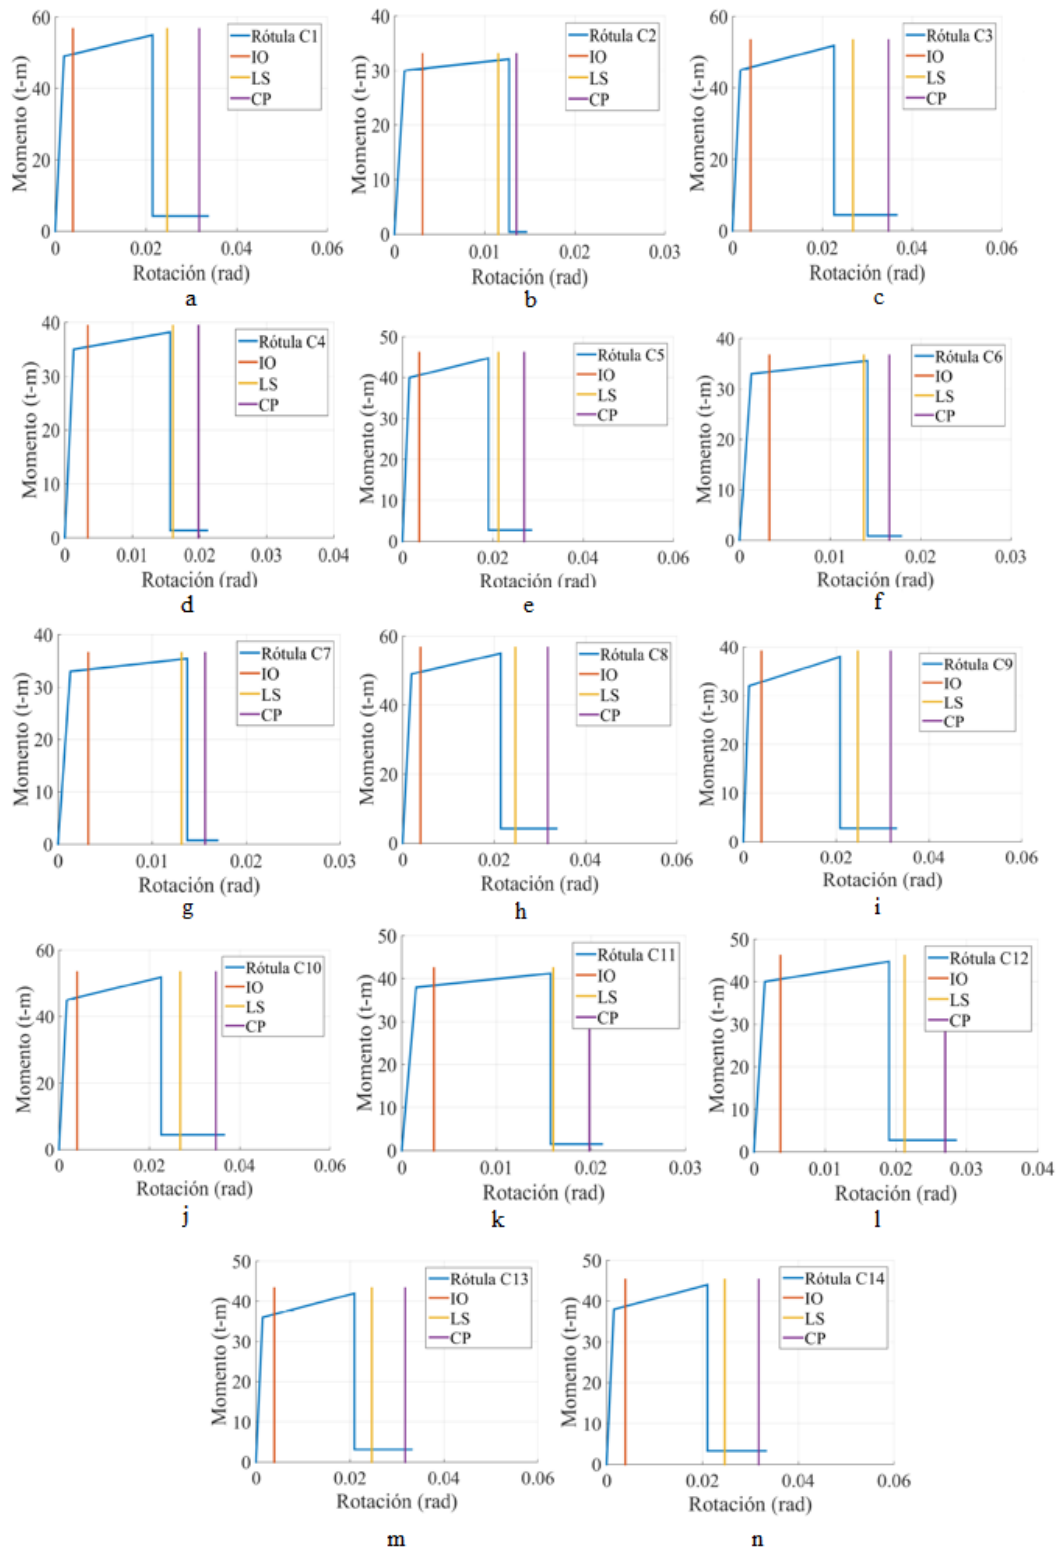 Momento (t-m)
60
40
20
0
0 0.02 0.04 0.06
Rotación (rad)
Rótula C1
IO
LS
CP
a
Momento (t-m)
40
30
20
10
0
0 0.01 0.02 0.03
Rotación (rad)
Rótula C2
IO
LS
CP
b
Momento (t-m)
60
40
20
0
0 0.02 0.04 0.06
Rotación (rad)
Rótula C3
IO
LS
CP
c
Momento (t-m)
40
30
20
10
0
0 0.01 0.02 0.03 0.04
Rotación (rad)
Rótula C4
IO
LS
CP
d
Momento (t-m)
50
40
30
20
10
0
0 0.02 0.04 0.06
Rotación (rad)
Rótula C5
IO
LS
CP
e
Momento (t-m)
40
30
20
10
0
0 0.01 0.02 0.03
Rotación (rad)
Rótula C6
IO
LS
CP
f
Momento (t-m)
40
30
20
10
0
0 0.01 0.02 0.03
Rotación (rad)
Rótula C7
IO
LS
CP
g
Momento (t-m)
60
40
20
0
0 0.02 0.04 0.06
Rotación (rad)
Rótula C8
IO
LS
CP
h
Momento (t-m)
40
30
20
10
0
0 0.02 0.04 0.06
Rotación (rad)
Rótula C9
IO
LS
CP
i
Momento (t-m)
60
40
20
0
0 0.02 0.04 0.06
Rotación (rad)
Rótula C10
IO
LS
CP
j
Momento (t-m)
50
40
30
20
10
0
0 0.01 0.02 0.03
Rotación (rad)
Rótula C11
IO
LS
CP
k
Momento (t-m)
50
40
30
20
10
0
0 0.01 0.02 0.03 0.04
Rotación (rad)
Rótula C12
IO
LS
CP
l
Momento (t-m)
50
40
30
20
10
0
0 0.02 0.04 0.06
Rotación (rad)
Rótula C13
IO
LS
CP
m
Momento (t-m)
50
40
30
20
10
0
0 0.02 0.04 0.06
Rotación (rad)
Rótula C14
IO
LS
CP
n